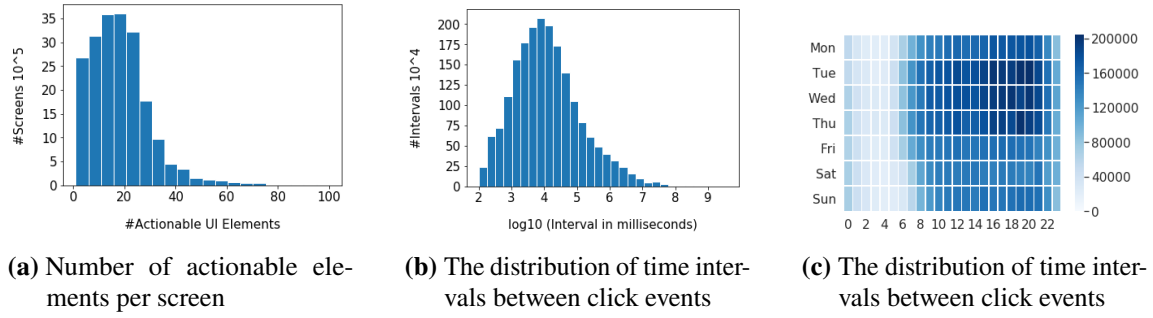 35
30
25
20
15
10
5
0
#Screens 10^5
0 20 40 60 80 100
#Actionable UI Elements
200
175
150
125
100
75
50
25
0
#Intervals 10^4
2 3 4 5 6 7 8 9
log10 (Interval in milliseconds)
Mon
Tue
Wed
Thu
Fri
Sat
Sun
0 2 4 6 8 10 12 14 16 18 20 22
200000
160000
120000
80000
40000
0
(a) Number of actionable ele-
ments per screen
(b) The distribution of time inter-
vals between click events
(c) The distribution of time inter-
vals between click events